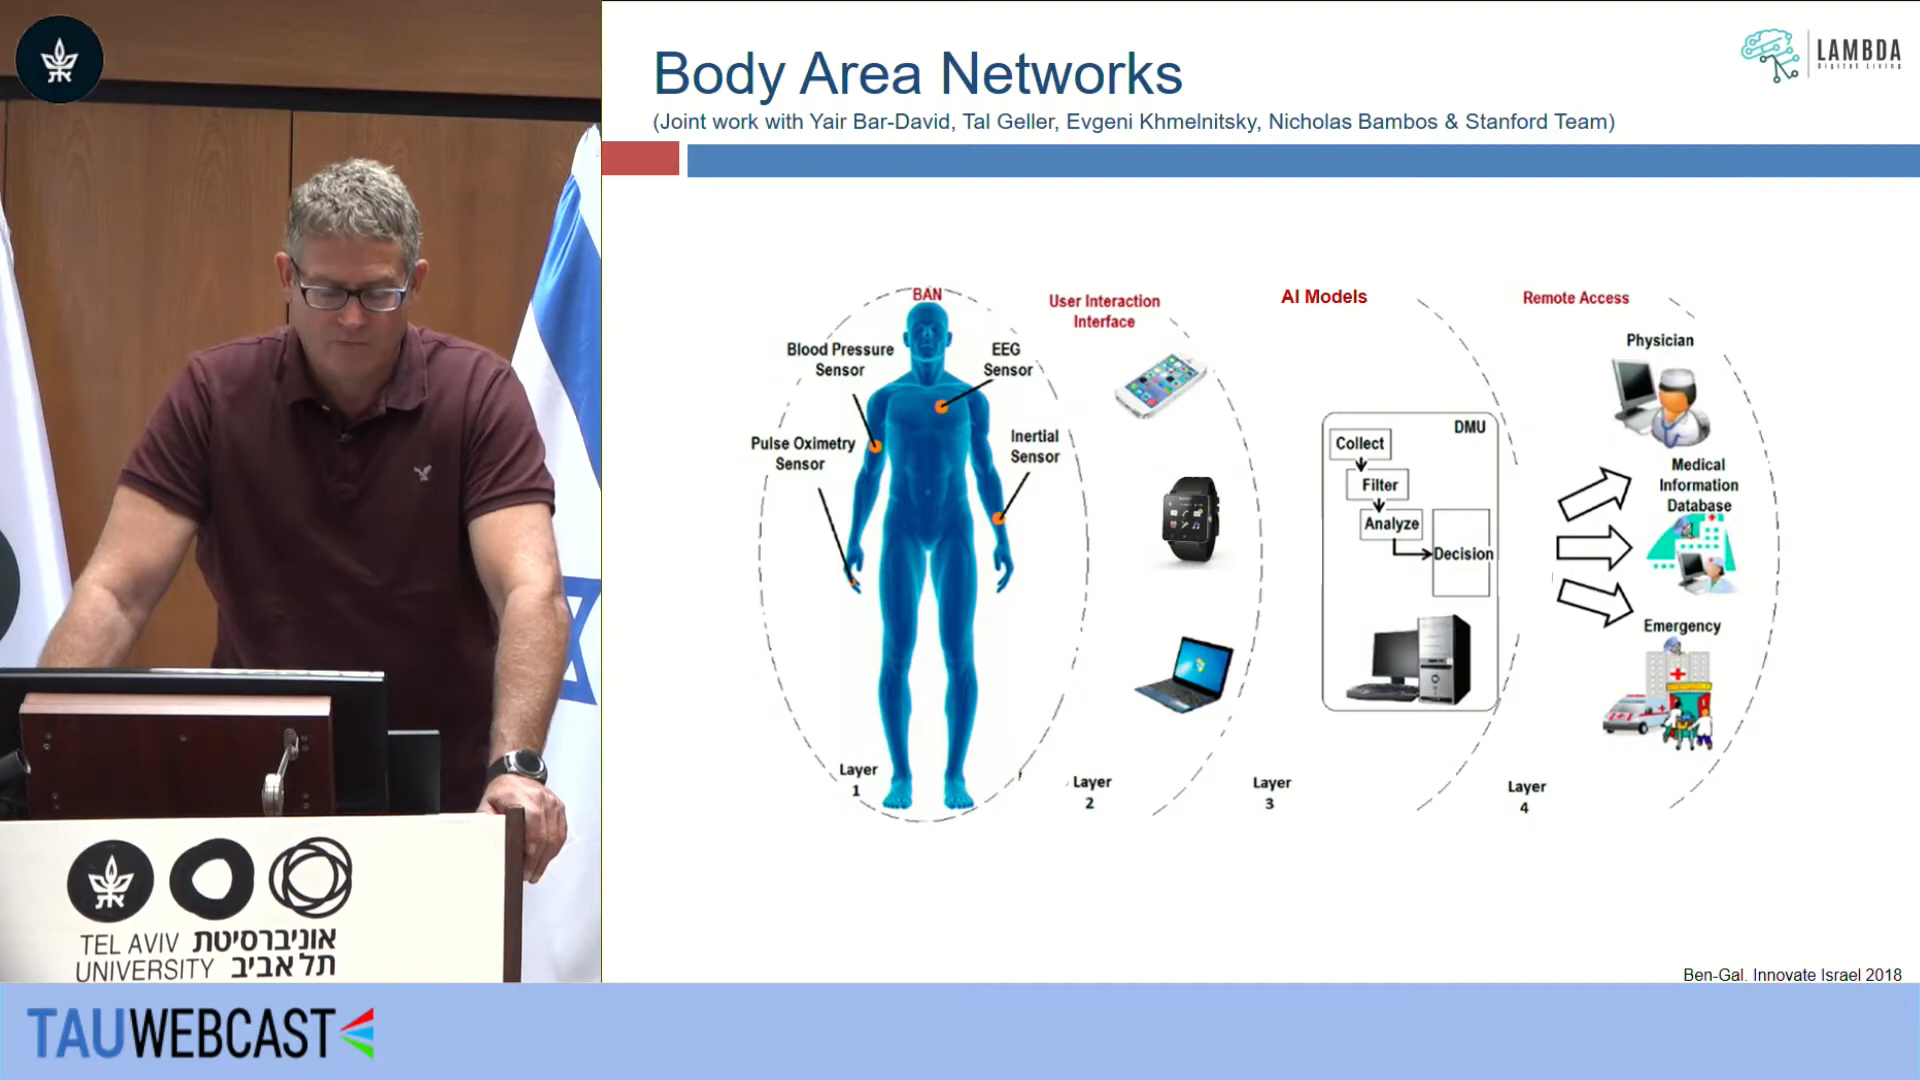 Body Area Networks
(Joint work with Yair Bar-David, Tal Geller, Evgeni Khmelnitsky, Nicholas Bambos & Stanford Team)
LAMBDA
Digital Living
BAN
Blood Pressure
Sensor
EEG
Sensor
Pulse Oximetry
Sensor
Inertial
Sensor
Layer
1
User Interaction
Interface
Layer
2
AI Models
DMU
Collect
Filter
Analyze
Decision
Layer
3
Remote Access
Physician
Medical
Information
Database
Emergency
Layer
4
Ben-Gal, Innovate Israel 2018
TEL AVIV אוניברסיטת
UNIVERSITY תל אביב
TAUWEBCAST